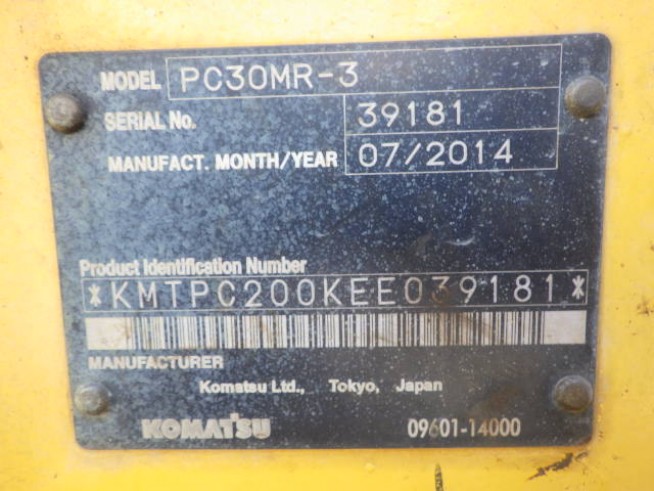 MODEL PC30MR-3
SERIAL No. 39181
MANUFACT. MONTH/YEAR 07/2014
Product Identification Number
*KMTPC200KEE039181*
MANUFACTURER
Komatsu Ltd., Tokyo, Japan
KOMATSU 09601-14000